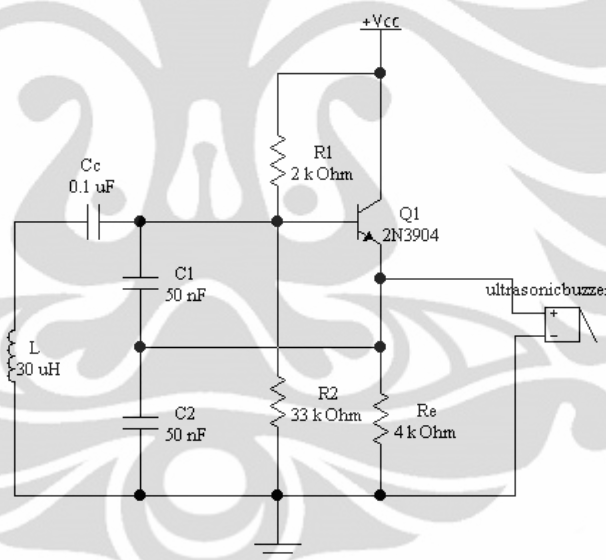 +Vcc
R1
2 k Ohm
Cc
0.1 uF
Q1
2N3904
C1
50 nF
ultrasonicbuzzer
+
−
L
30 uH
R2
33 k Ohm
Re
4 k Ohm
C2
50 nF